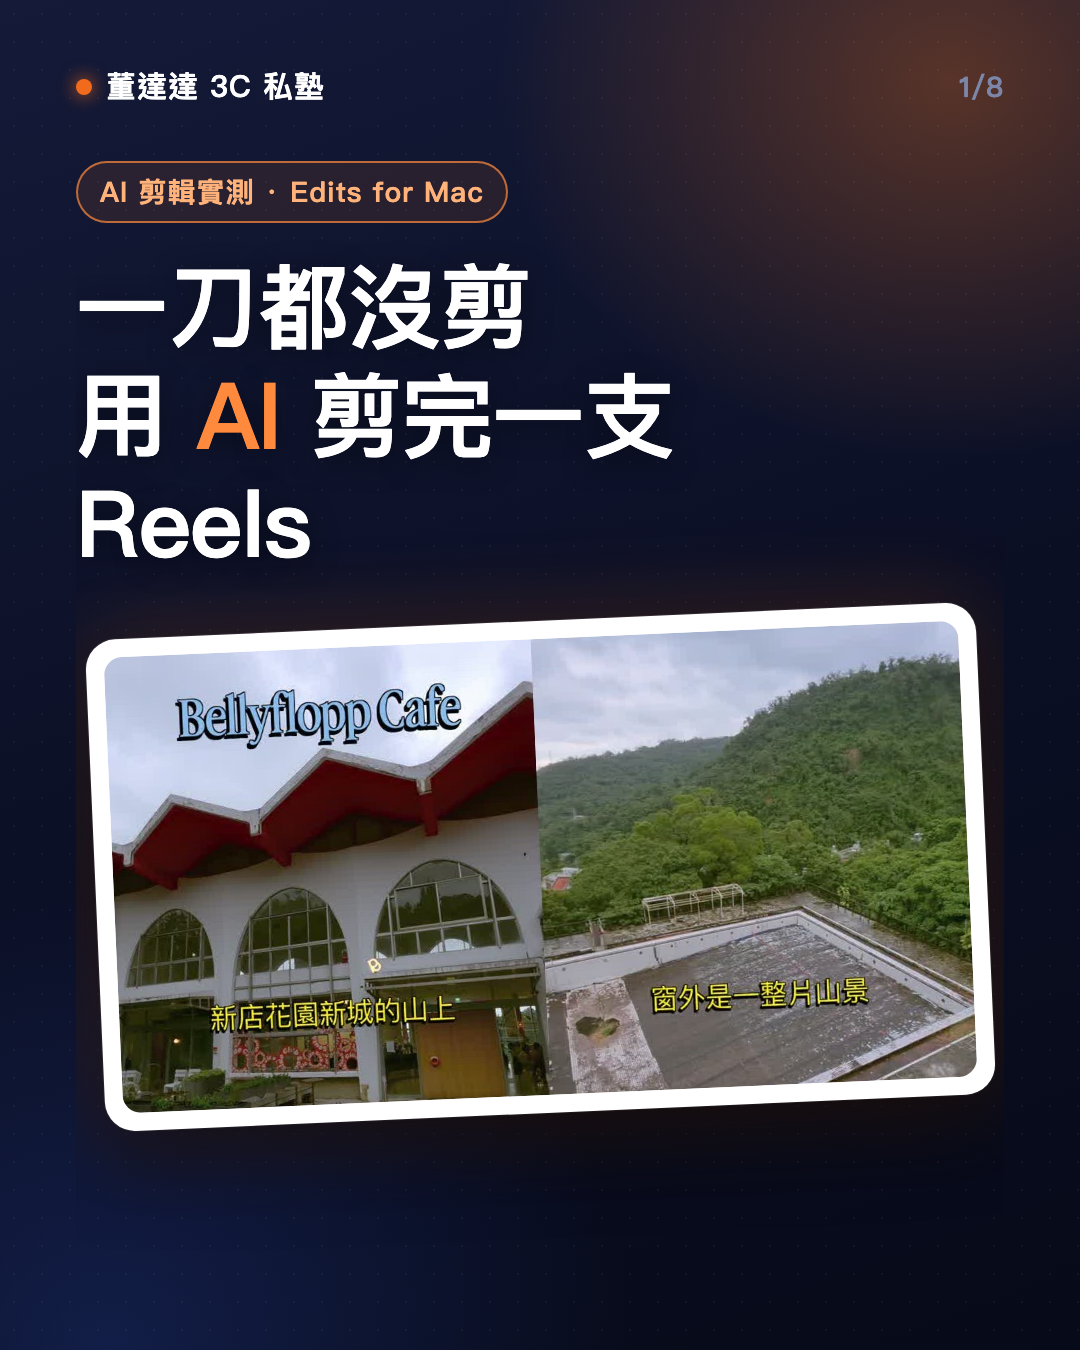 董達達 3C 私塾
1/8
AI 剪輯實測 · Edits for Mac
一刀都沒剪
用 AI 剪完一支
Reels
Bellyflopp Cafe
新店花園新城的山上
窗外是一整片山景